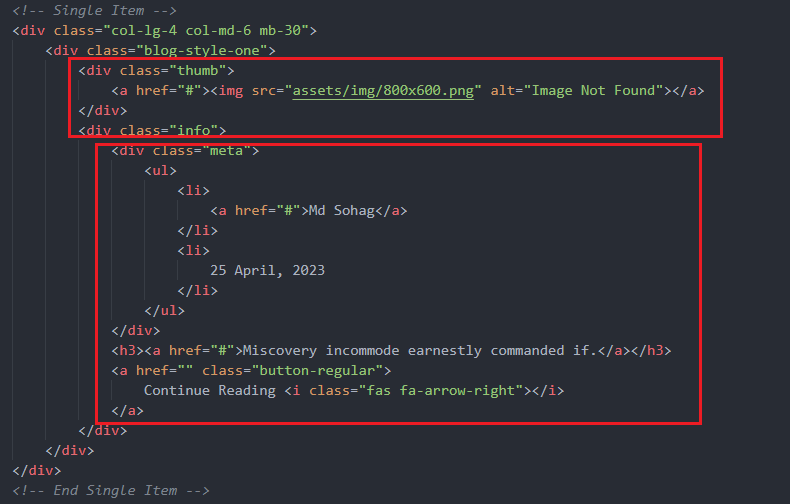 <!-- Single Item -->
<div class="col-lg-4 col-md-6 mb-30">
<div class="blog-style-one">
<div class="thumb">
<a href="#"><img src="assets/img/800x600.png" alt="Image Not Found"></a>
</div>
<div class="info">
<div class="meta">
<ul>
<li>
<a href="#">Md Sohag</a>
</li>
<li>
25 April, 2023
</li>
</ul>
</div>
<h3><a href="#">Miscovery incommode earnestly commanded if.</a></h3>
<a href="" class="button-regular">
Continue Reading <i class="fas fa-arrow-right"></i>
</a>
</div>
</div>
</div>
<!-- End Single Item -->